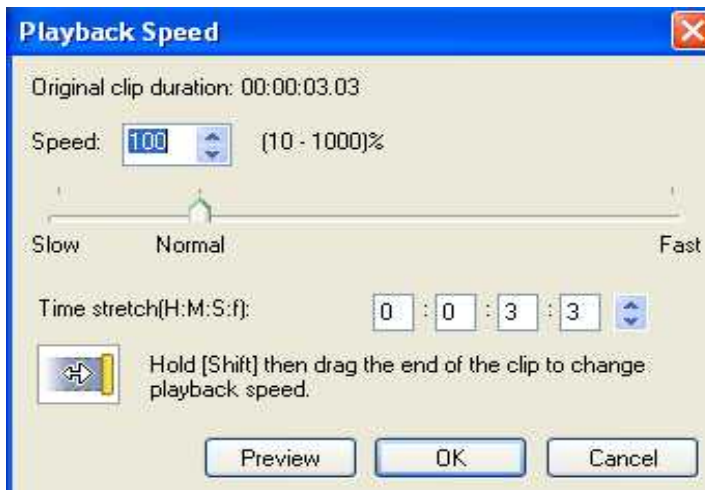 Playback Speed
Original clip duration: 00:00:03.03
Speed: 100 (10 - 1000)%
Slow Normal Fast
Time stretch(H:M:S:f): 0 : 0 : 3 : 3
Hold [Shift] then drag the end of the clip to change
playback speed.
Preview OK Cancel